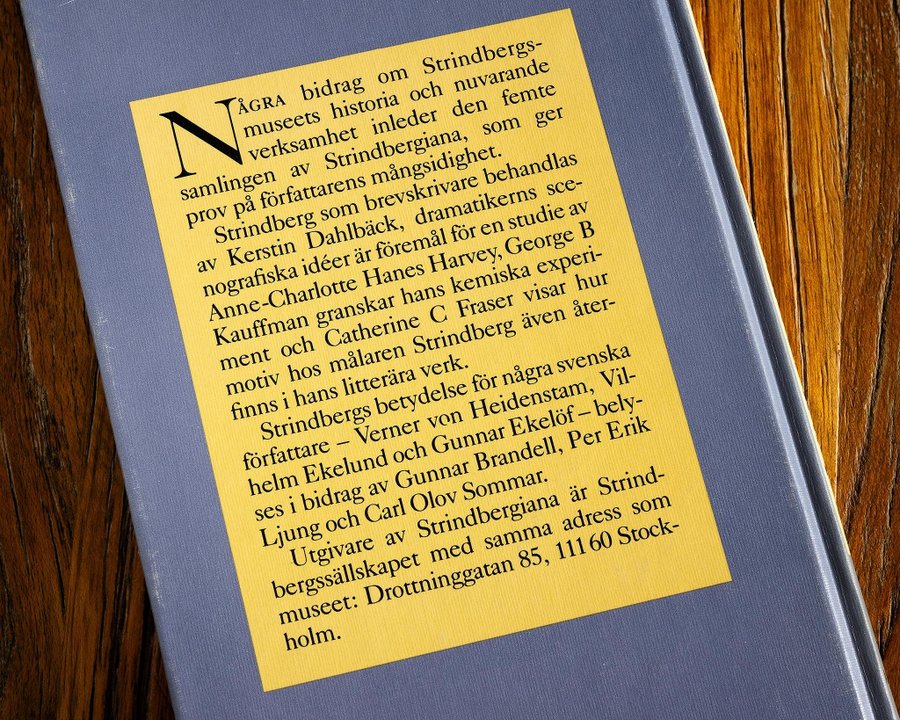 NÅGRA bidrag om Strindbergs-
museets historia och nuvarande
verksamhet inleder den femte
samlingen av Strindbergiana, som ger
prov på författarens mångsidighet.
Strindberg som brevskrivare behandlas
av Kerstin Dahlbäck, dramatikerns sce-
nografiska idéer är föremål för en studie av
Anne-Charlotte Hanes Harvey, George B
Kauffman granskar hans kemiska experi-
ment och Catherine C Fraser visar hur
motiv hos målaren Strindberg även åter-
finns i hans litterära verk.
Strindbergs betydelse för några svenska
författare – Verner von Heidenstam, Vil-
helm Ekelund och Gunnar Ekelöf – bely-
ses i bidrag av Gunnar Brandell, Per Erik
Ljung och Carl Olov Sommar.
Utgivare av Strindbergiana är Strind-
bergssällskapet med samma adress som
museet: Drottninggatan 85, 111 60 Stock-
holm.